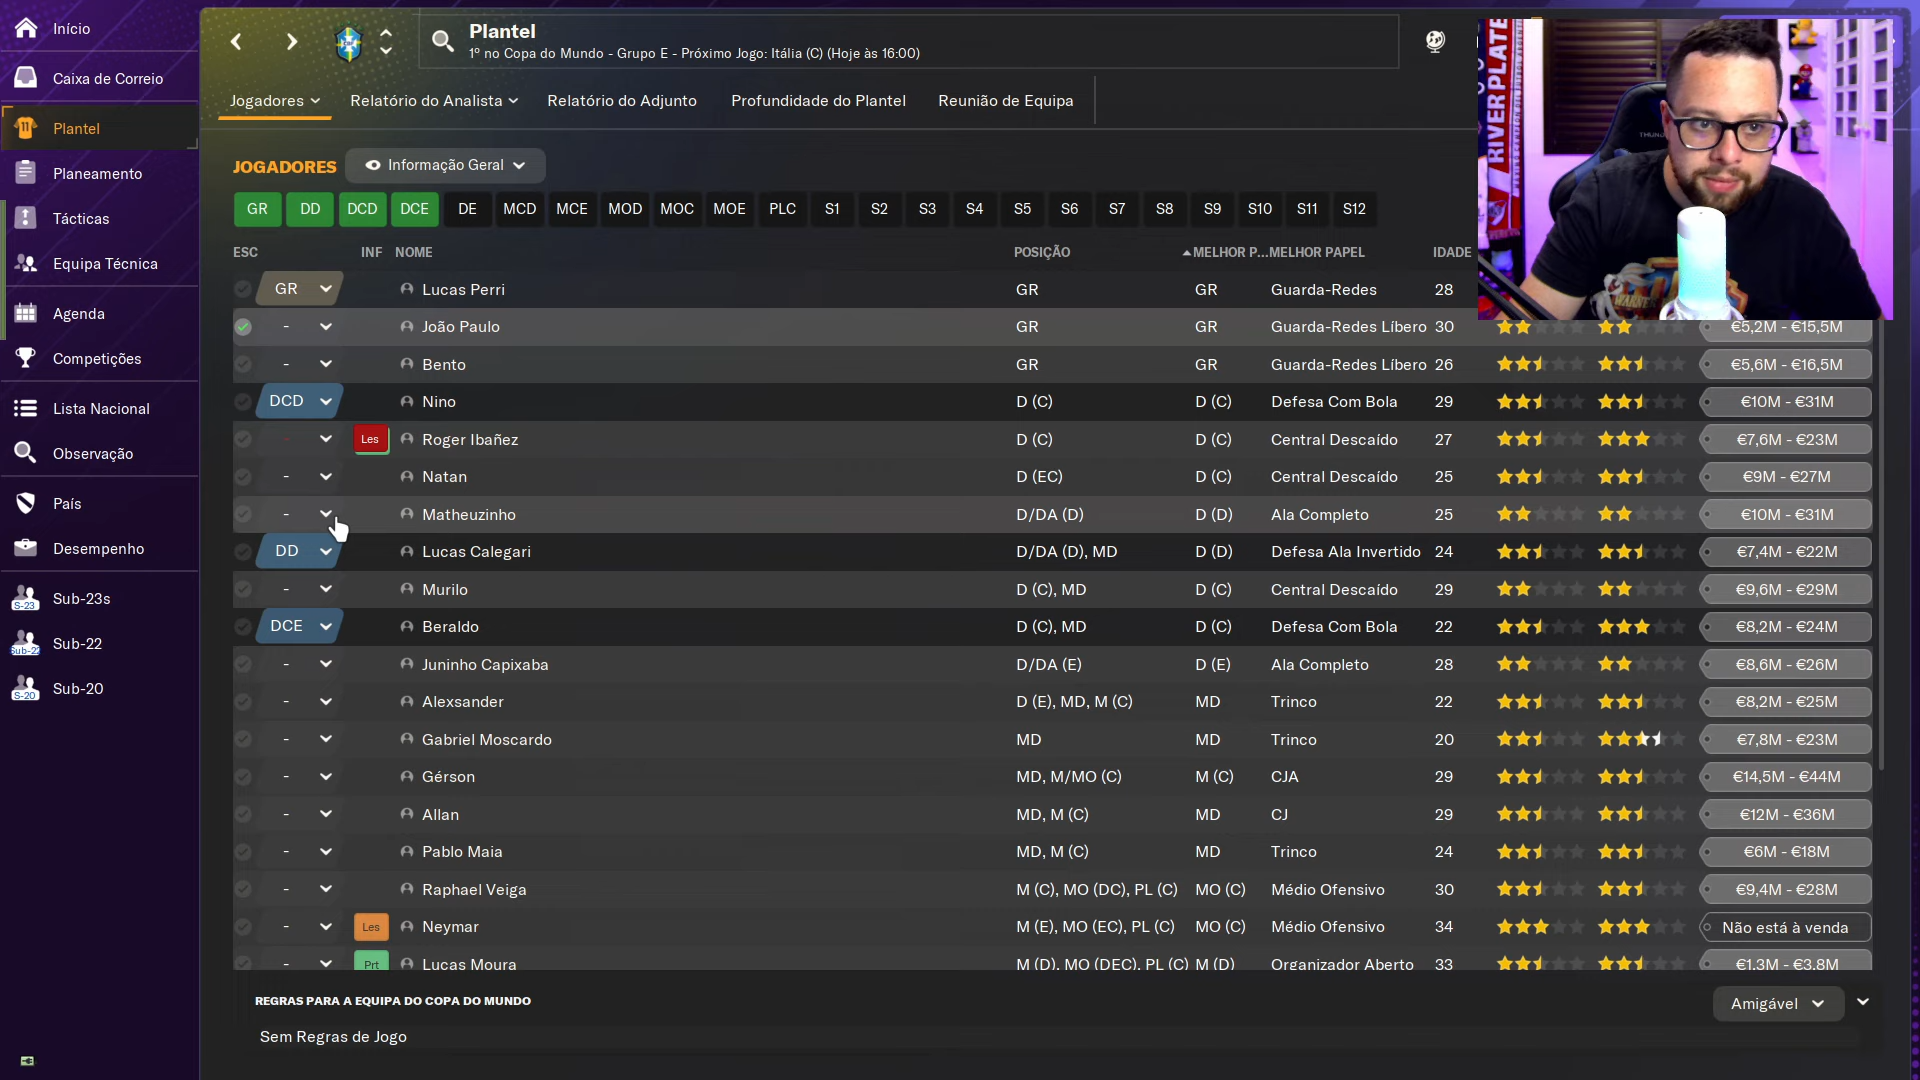 Início
Caixa de Correio
Plantel
Planeamento
Tácticas
Equipa Técnica
Agenda
Competições
Lista Nacional
Observação
País
Desempenho
S-23 Sub-23s
Sub-22 Sub-22
S-20 Sub-20
Plantel
1º no Copa do Mundo - Grupo E - Próximo Jogo: Itália (C) (Hoje às 16:00)
Jogadores Relatório do Analista Relatório do Adjunto Profundidade do Plantel Reunião de Equipa
JOGADORES Informação Geral
GR DD DCD DCE DE MCD MCE MOD MOC MOE PLC S1 S2 S3 S4 S5 S6 S7 S8 S9 S10 S11 S12
ESC INF NOME POSIÇÃO MELHOR P... MELHOR PAPEL IDADE
GR Lucas Perri GR GR Guarda-Redes 28
- João Paulo GR GR Guarda-Redes Líbero 30 €5,2M - €15,5M
- Bento GR GR Guarda-Redes Líbero 26 €5,6M - €16,5M
DCD Nino D (C) D (C) Defesa Com Bola 29 €10M - €31M
- Les Roger Ibañez D (C) D (C) Central Descaído 27 €7,6M - €23M
- Natan D (EC) D (C) Central Descaído 25 €9M - €27M
- Matheuzinho D/DA (D) D (D) Ala Completo 25 €10M - €31M
DD Lucas Calegari D/DA (D), MD D (D) Defesa Ala Invertido 24 €7,4M - €22M
- Murilo D (C), MD D (C) Central Descaído 29 €9,6M - €29M
DCE Beraldo D (C), MD D (C) Defesa Com Bola 22 €8,2M - €24M
- Juninho Capixaba D/DA (E) D (E) Ala Completo 28 €8,6M - €26M
- Alexsander D (E), MD, M (C) MD Trinco 22 €8,2M - €25M
- Gabriel Moscardo MD MD Trinco 20 €7,8M - €23M
- Gérson MD, M/MO (C) M (C) CJA 29 €14,5M - €44M
- Allan MD, M (C) MD CJ 29 €12M - €36M
- Pablo Maia MD, M (C) MD Trinco 24 €6M - €18M
- Raphael Veiga M (C), MO (DC), PL (C) MO (C) Médio Ofensivo 30 €9,4M - €28M
- Les Neymar M (E), MO (EC), PL (C) MO (C) Médio Ofensivo 34 Não está à venda
- Prt Lucas Moura M (D), MO (DEC), PL (C) M (D) Organizador Aberto 33 €1,3M - €3,8M
REGRAS PARA A EQUIPA DO COPA DO MUNDO
Amigável
Sem Regras de Jogo
RIVER PLATE